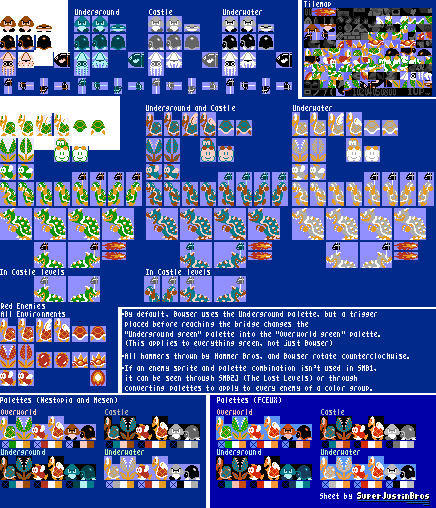 Underground
Castle
Underwater
Tilemap
Underground and Castle
Underwater
In Castle levels
In Castle levels
Red Enemies
All Environments
•By default, Bowser uses the Underground palette, but a trigger
placed before reaching the bridge changes the
"Underground green" palette into the "Overworld green" palette.
(This applies to everything green, not just Bowser)
•All hammers thrown by Hammer Bros. and Bowser rotate counterclockwise.
•If an enemy sprite and palette combination isn't used in SMB1,
it can be seen through SMB2J (The Lost Levels) or through
converting palettes to apply to every enemy of a color group.
Palettes (Nestopia and Mesen)
Overworld
Castle
Underground
Underwater
Palettes (FCEUX)
Overworld
Castle
Underground
Underwater
Sheet by SuperJustinBros